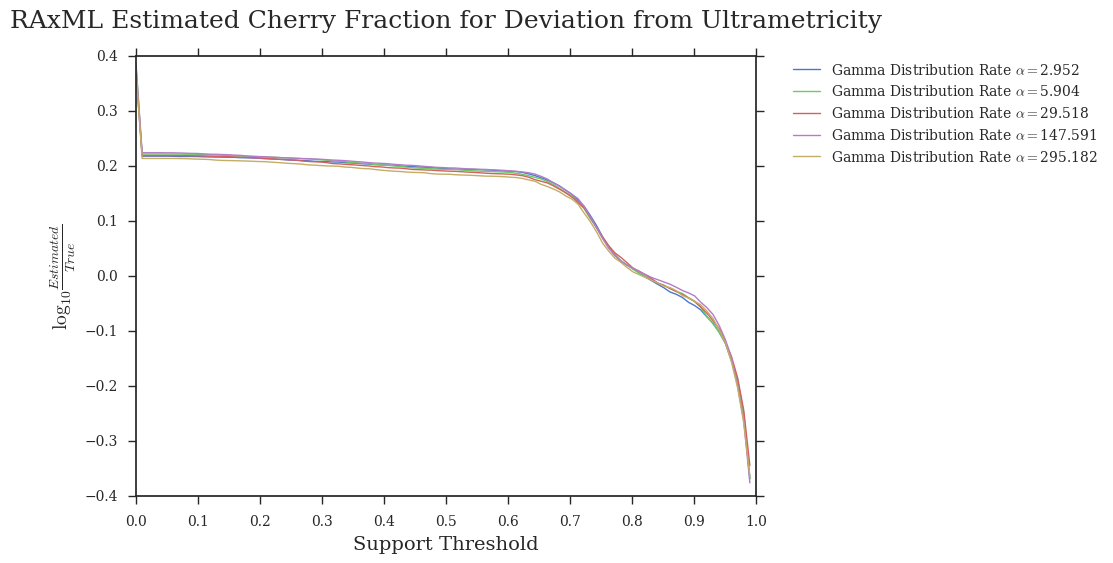 RAxML Estimated Cherry Fraction for Deviation from Ultrametricity
0.4
0.3
0.2
0.1
0.0
−0.1
−0.2
−0.3
−0.4
log10 Estimated/True
0.0 0.1 0.2 0.3 0.4 0.5 0.6 0.7 0.8 0.9 1.0
Support Threshold
Gamma Distribution Rate α = 2.952
Gamma Distribution Rate α = 5.904
Gamma Distribution Rate α = 29.518
Gamma Distribution Rate α = 147.591
Gamma Distribution Rate α = 295.182